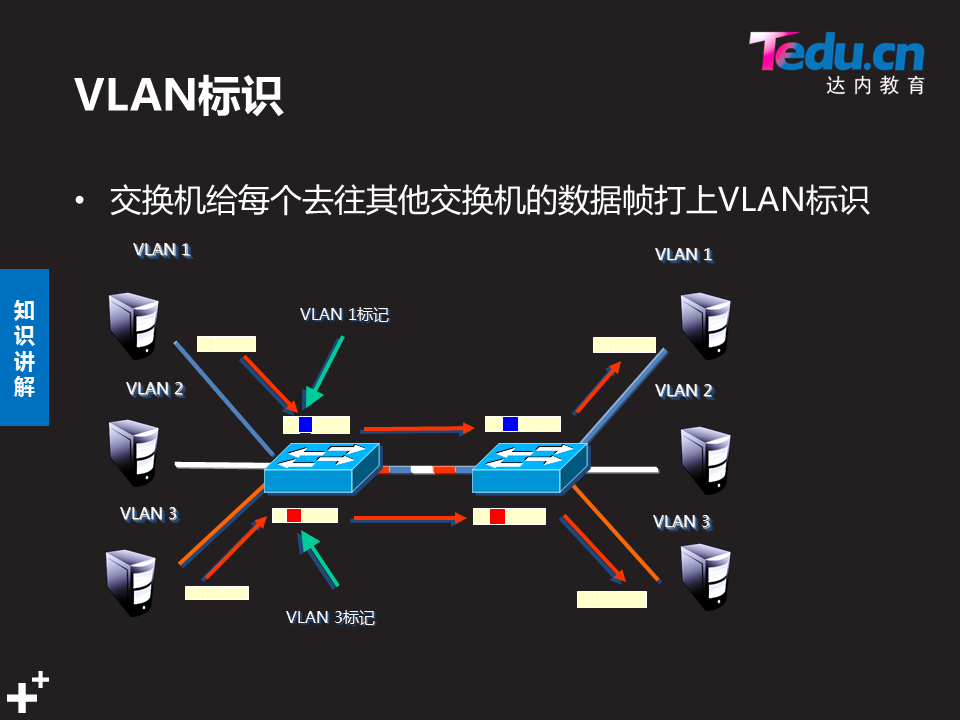 Tedu.cn
达内教育
VLAN标识
• 交换机给每个去往其他交换机的数据帧打上VLAN标识
知识讲解
VLAN 1
VLAN 1
VLAN 1标记
VLAN 2
VLAN 2
VLAN 3
VLAN 3
VLAN 3标记